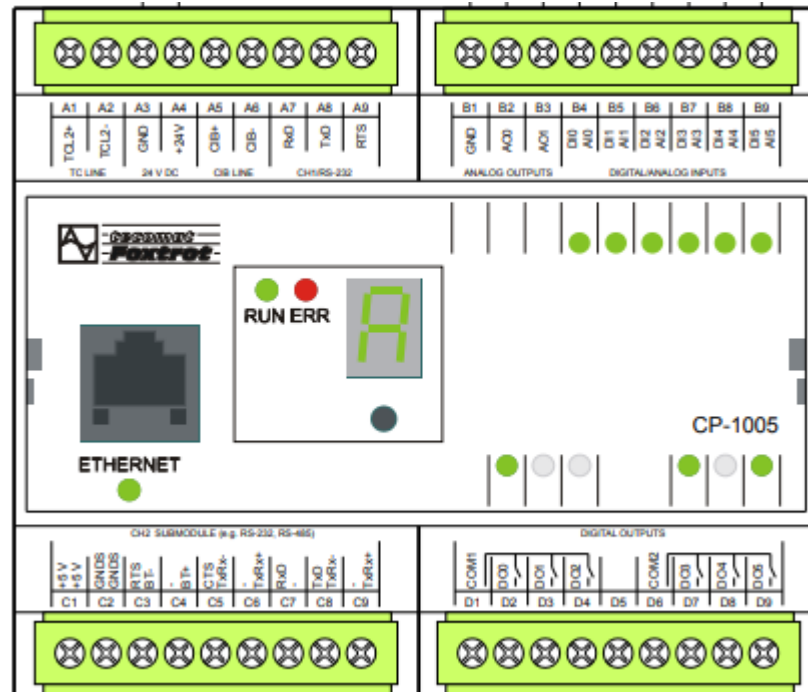 A1 A2 A3 A4 A5 A6 A7 A8 A9
TCL2+ TCL2- GND +24V CIB+ CIB- RxD TxD RTS
TC LINE 24 V DC CIB LINE CH1/RS-232
B1 B2 B3 B4 B5 B6 B7 B8 B9
GND AO0 AO1 DI0 AI0 DI1 AI1 DI2 AI2 DI3 AI3 DI4 AI4 DI5 AI5
ANALOG OUTPUTS DIGITAL/ANALOG INPUTS
tecomat
Foxtrot
RUN ERR
A
ETHERNET
CP-1005
CH2 SUBMODULE (e.g. RS-232, RS-485)
+5 V +5 V GNDS GNDS RTS BT- - BT+ CTS TxRx- - TxRx+ RxD - TxD TxRx- - TxRx+
C1 C2 C3 C4 C5 C6 C7 C8 C9
DIGITAL OUTPUTS
COM1 DO0 DO1 DO2 COM2 DO3 DO4 DO5
D1 D2 D3 D4 D5 D6 D7 D8 D9